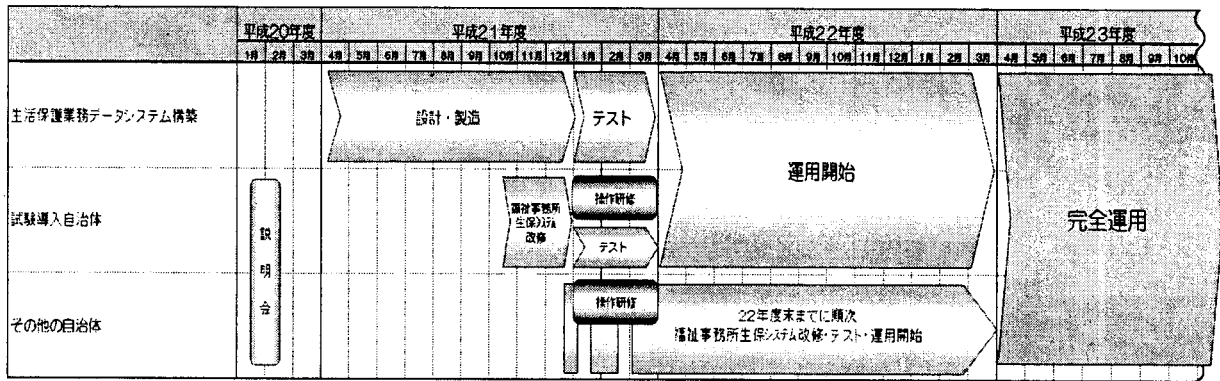 平成20年度 平成21年度 平成22年度 平成23年度
1月 2月 3月 4月 5月 6月 7月 8月 9月 10月 11月 12月 1月 2月 3月 4月 5月 6月 7月 8月 9月 10月 11月 12月 1月 2月 3月 4月 5月 6月 7月 8月 9月 10月
生活保護業務データシステム構築
設計・製造
テスト
運用開始
完全運用
試験導入自治体
説明会
福祉事務所
生保システム
改修
操作研修
テスト
その他の自治体
操作研修
22年度末までに順次
福祉事務所生保システム改修・テスト・運用開始